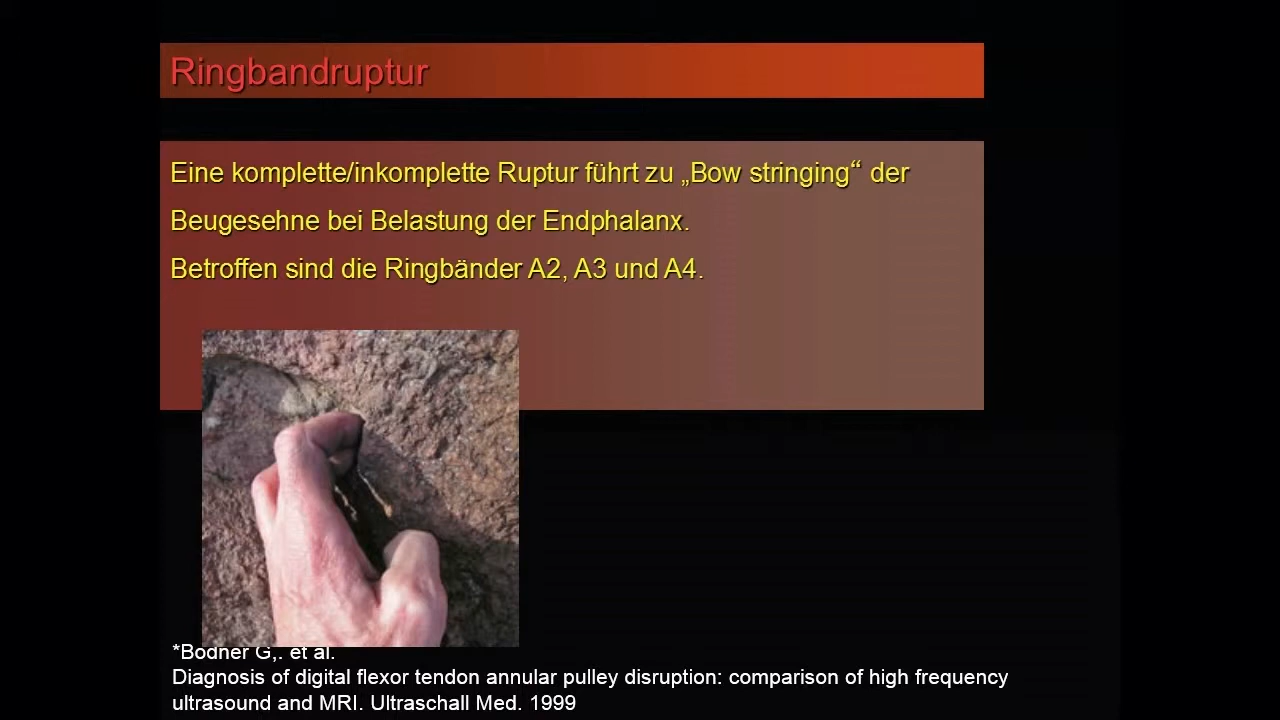 Ringbandruptur
Eine komplette/inkomplette Ruptur führt zu „Bow stringing“ der
Beugesehne bei Belastung der Endphalanx.
Betroffen sind die Ringbänder A2, A3 und A4.
*Bodner G,. et al.
Diagnosis of digital flexor tendon annular pulley disruption: comparison of high frequency
ultrasound and MRI. Ultraschall Med. 1999